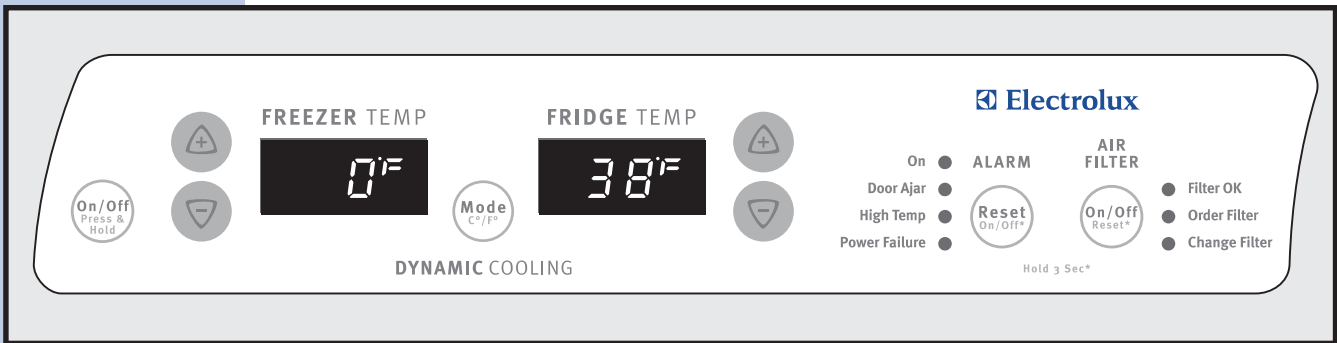 On/Off
Press &
Hold
+
−
FREEZER TEMP
0°F
Mode
C°/F°
FRIDGE TEMP
38°F
+
−
DYNAMIC COOLING
Electrolux
On
Door Ajar
High Temp
Power Failure
ALARM
Reset
On/Off*
AIR
FILTER
On/Off
Reset*
Hold 3 Sec*
Filter OK
Order Filter
Change Filter